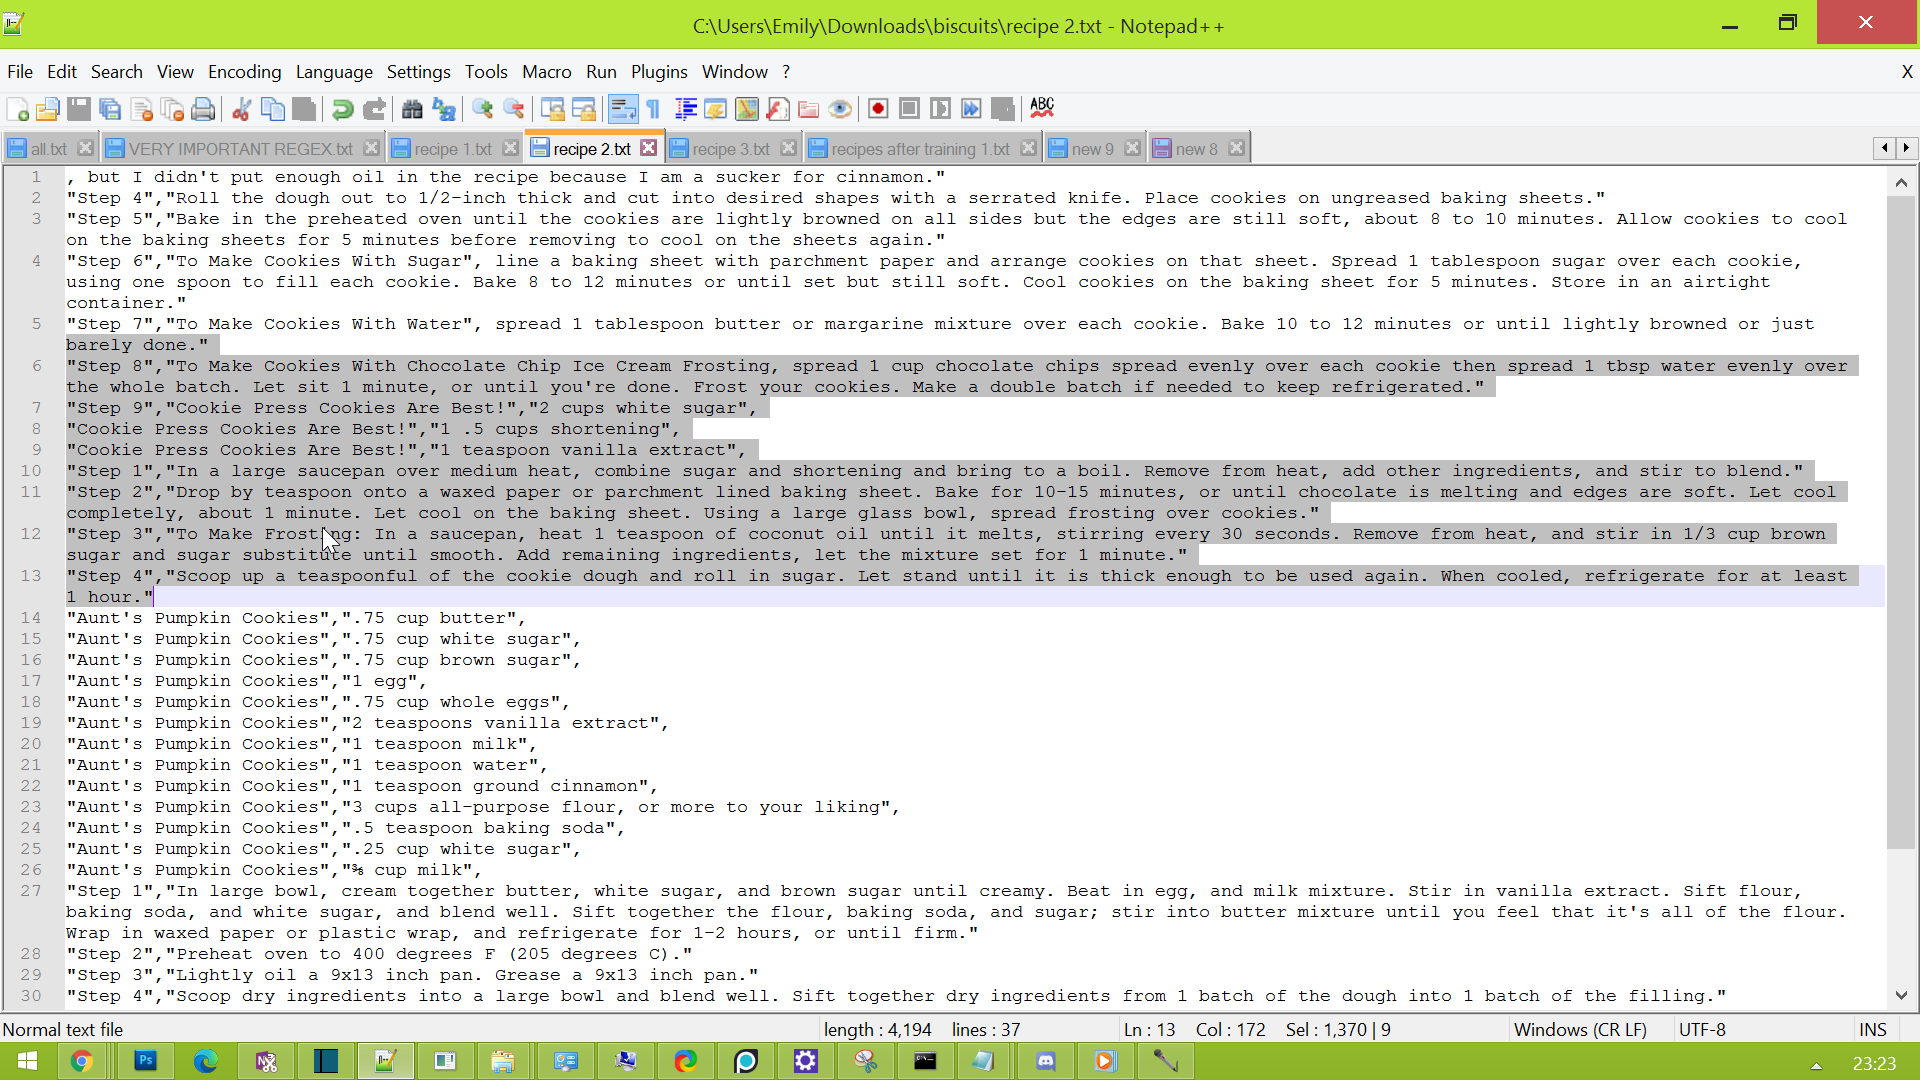 C:\Users\Emily\Downloads\biscuits\recipe 2.txt - Notepad++
File Edit Search View Encoding Language Settings Tools Macro Run Plugins Window ? X
ABC
all.txt VERY IMPORTANT REGEX.txt recipe 1.txt recipe 2.txt recipe 3.txt recipes after training 1.txt new 9 new 8
1 , but I didn't put enough oil in the recipe because I am a sucker for cinnamon."
2 "Step 4","Roll the dough out to 1/2-inch thick and cut into desired shapes with a serrated knife. Place cookies on ungreased baking sheets."
3 "Step 5","Bake in the preheated oven until the cookies are lightly browned on all sides but the edges are still soft, about 8 to 10 minutes. Allow cookies to cool
on the baking sheets for 5 minutes before removing to cool on the sheets again."
4 "Step 6","To Make Cookies With Sugar", line a baking sheet with parchment paper and arrange cookies on that sheet. Spread 1 tablespoon sugar over each cookie,
using one spoon to fill each cookie. Bake 8 to 12 minutes or until set but still soft. Cool cookies on the baking sheet for 5 minutes. Store in an airtight
container."
5 "Step 7","To Make Cookies With Water", spread 1 tablespoon butter or margarine mixture over each cookie. Bake 10 to 12 minutes or until lightly browned or just
barely done."
6 "Step 8","To Make Cookies With Chocolate Chip Ice Cream Frosting, spread 1 cup chocolate chips spread evenly over each cookie then spread 1 tbsp water evenly over
the whole batch. Let sit 1 minute, or until you're done. Frost your cookies. Make a double batch if needed to keep refrigerated."
7 "Step 9","Cookie Press Cookies Are Best!","2 cups white sugar",
8 "Cookie Press Cookies Are Best!","1 .5 cups shortening",
9 "Cookie Press Cookies Are Best!","1 teaspoon vanilla extract",
10 "Step 1","In a large saucepan over medium heat, combine sugar and shortening and bring to a boil. Remove from heat, add other ingredients, and stir to blend."
11 "Step 2","Drop by teaspoon onto a waxed paper or parchment lined baking sheet. Bake for 10-15 minutes, or until chocolate is melting and edges are soft. Let cool
completely, about 1 minute. Let cool on the baking sheet. Using a large glass bowl, spread frosting over cookies."
12 "Step 3","To Make Frosting: In a saucepan, heat 1 teaspoon of coconut oil until it melts, stirring every 30 seconds. Remove from heat, and stir in 1/3 cup brown
sugar and sugar substitute until smooth. Add remaining ingredients, let the mixture set for 1 minute."
13 "Step 4","Scoop up a teaspoonful of the cookie dough and roll in sugar. Let stand until it is thick enough to be used again. When cooled, refrigerate for at least
1 hour."
14 "Aunt's Pumpkin Cookies",".75 cup butter",
15 "Aunt's Pumpkin Cookies",".75 cup white sugar",
16 "Aunt's Pumpkin Cookies",".75 cup brown sugar",
17 "Aunt's Pumpkin Cookies","1 egg",
18 "Aunt's Pumpkin Cookies",".75 cup whole eggs",
19 "Aunt's Pumpkin Cookies","2 teaspoons vanilla extract",
20 "Aunt's Pumpkin Cookies","1 teaspoon milk",
21 "Aunt's Pumpkin Cookies","1 teaspoon water",
22 "Aunt's Pumpkin Cookies","1 teaspoon ground cinnamon",
23 "Aunt's Pumpkin Cookies","3 cups all-purpose flour, or more to your liking",
24 "Aunt's Pumpkin Cookies",".5 teaspoon baking soda",
25 "Aunt's Pumpkin Cookies",".25 cup white sugar",
26 "Aunt's Pumpkin Cookies"," cup milk",
27 "Step 1","In large bowl, cream together butter, white sugar, and brown sugar until creamy. Beat in egg, and milk mixture. Stir in vanilla extract. Sift flour,
baking soda, and white sugar, and blend well. Sift together the flour, baking soda, and sugar; stir into butter mixture until you feel that it's all of the flour.
Wrap in waxed paper or plastic wrap, and refrigerate for 1-2 hours, or until firm."
28 "Step 2","Preheat oven to 400 degrees F (205 degrees C)."
29 "Step 3","Lightly oil a 9x13 inch pan. Grease a 9x13 inch pan."
30 "Step 4","Scoop dry ingredients into a large bowl and blend well. Sift together dry ingredients from 1 batch of the dough into 1 batch of the filling."
Normal text file length : 4,194 lines : 37 Ln : 13 Col : 172 Sel : 1,370 | 9 Windows (CR LF) UTF-8 INS
Ps 23:23